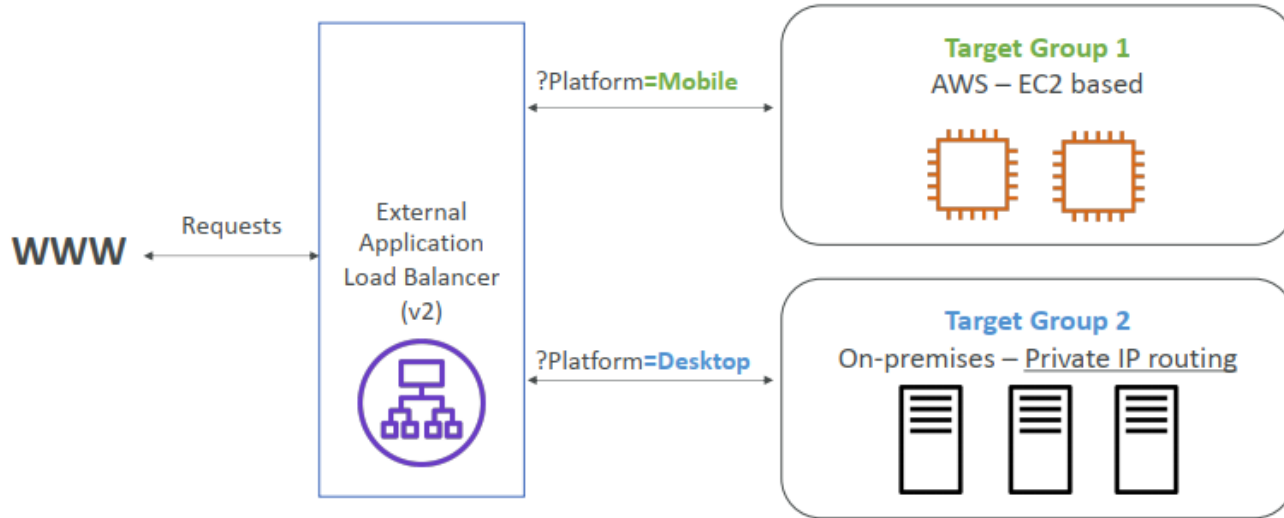 WWW
Requests
External
Application
Load Balancer
(v2)
?Platform=Mobile
?Platform=Desktop
Target Group 1
AWS – EC2 based
Target Group 2
On-premises – Private IP routing